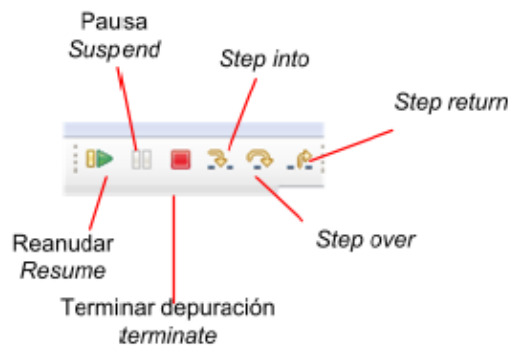 Pausa
Suspend
Step into
Step return
Reanudar
Resume
Step over
Terminar depuración
terminate